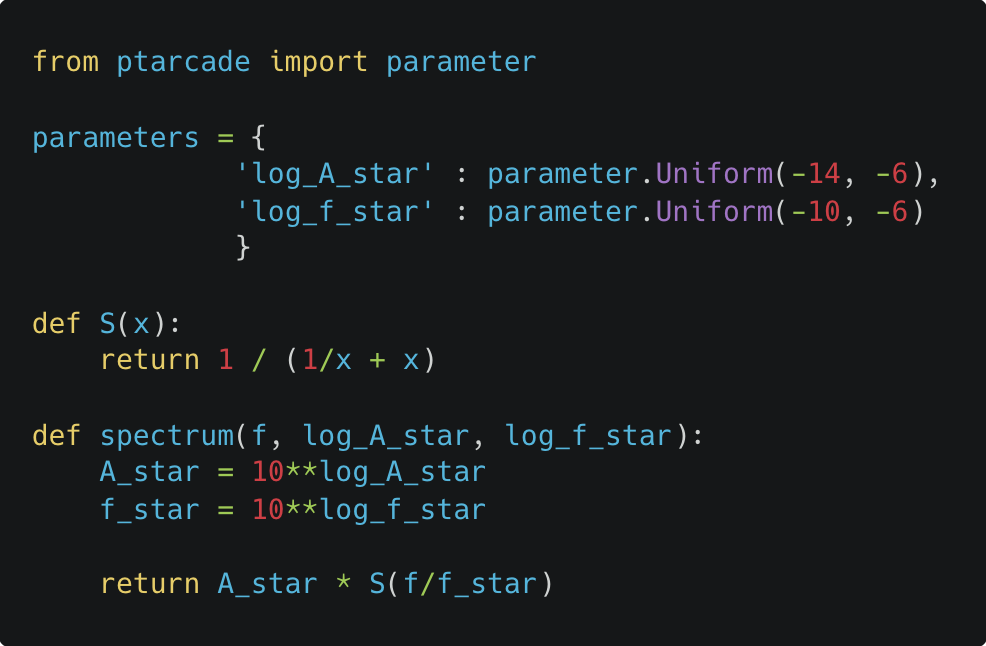 from ptarcade import parameter
parameters = {
            'log_A_star' : parameter.Uniform(-14, -6),
            'log_f_star' : parameter.Uniform(-10, -6)
            }
def S(x):
    return 1 / (1/x + x)
def spectrum(f, log_A_star, log_f_star):
    A_star = 10**log_A_star
    f_star = 10**log_f_star
    return A_star * S(f/f_star)